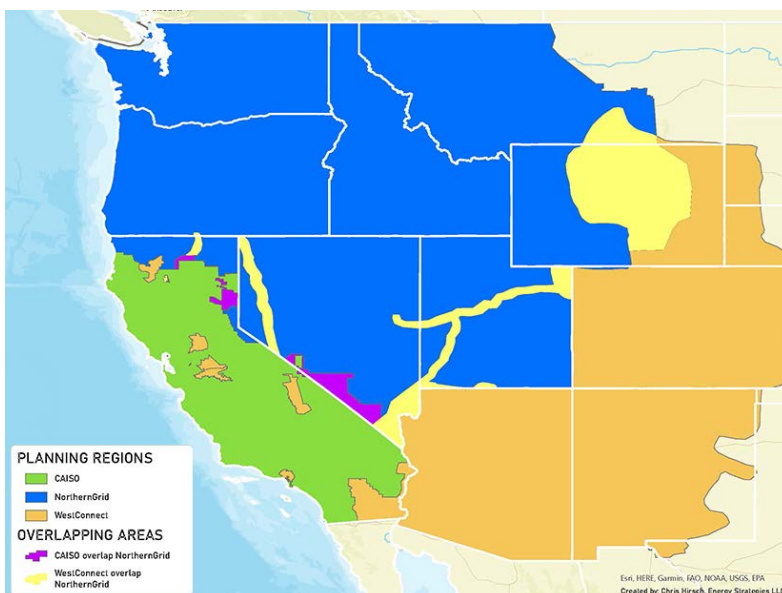 PLANNING REGIONS
CAISO
NorthernGrid
WestConnect
OVERLAPPING AREAS
CAISO overlap NorthernGrid
WestConnect overlap
NorthernGrid
Esri, HERE, Garmin, FAO, NOAA, USGS, EPA
Created by: Chris Hirsch, Energy Strategies LL